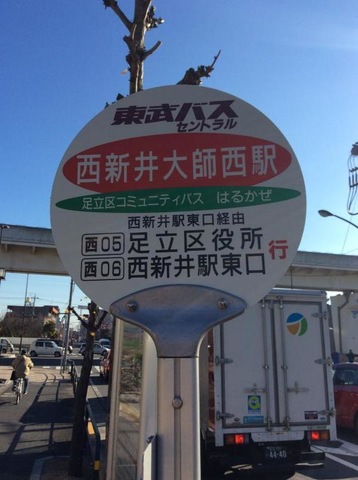 東武バス
セントラル
西新井大師西駅
足立区コミュニティバス はるかぜ
西新井駅東口経由
西05 足立区役所
西06 西新井駅東口
行
44-40